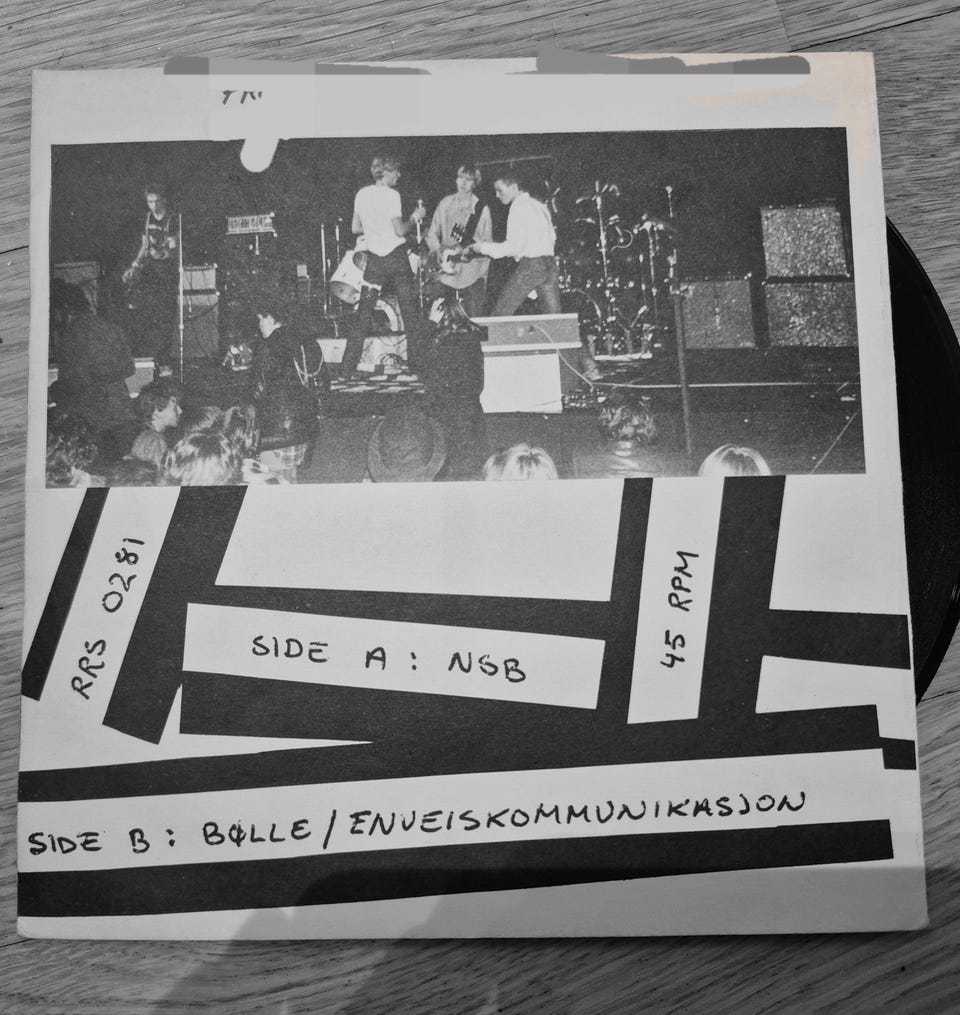 RRS 0281
45 RPM
SIDE A : NSB
SIDE B : BØLLE / ENVEISKOMMUNIKASJON